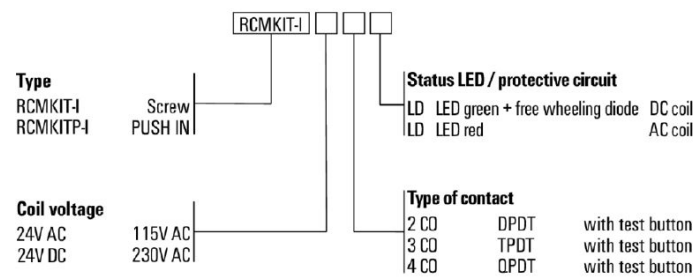 RCMKIT-I
Type
RCMKIT-I Screw
RCMKITP-I PUSH IN
Coil voltage
24V AC 115V AC
24V DC 230V AC
Status LED / protective circuit
LD LED green + free wheeling diode DC coil
LD LED red AC coil
Type of contact
2 CO DPDT with test button
3 CO TPDT with test button
4 CO QPDT with test button